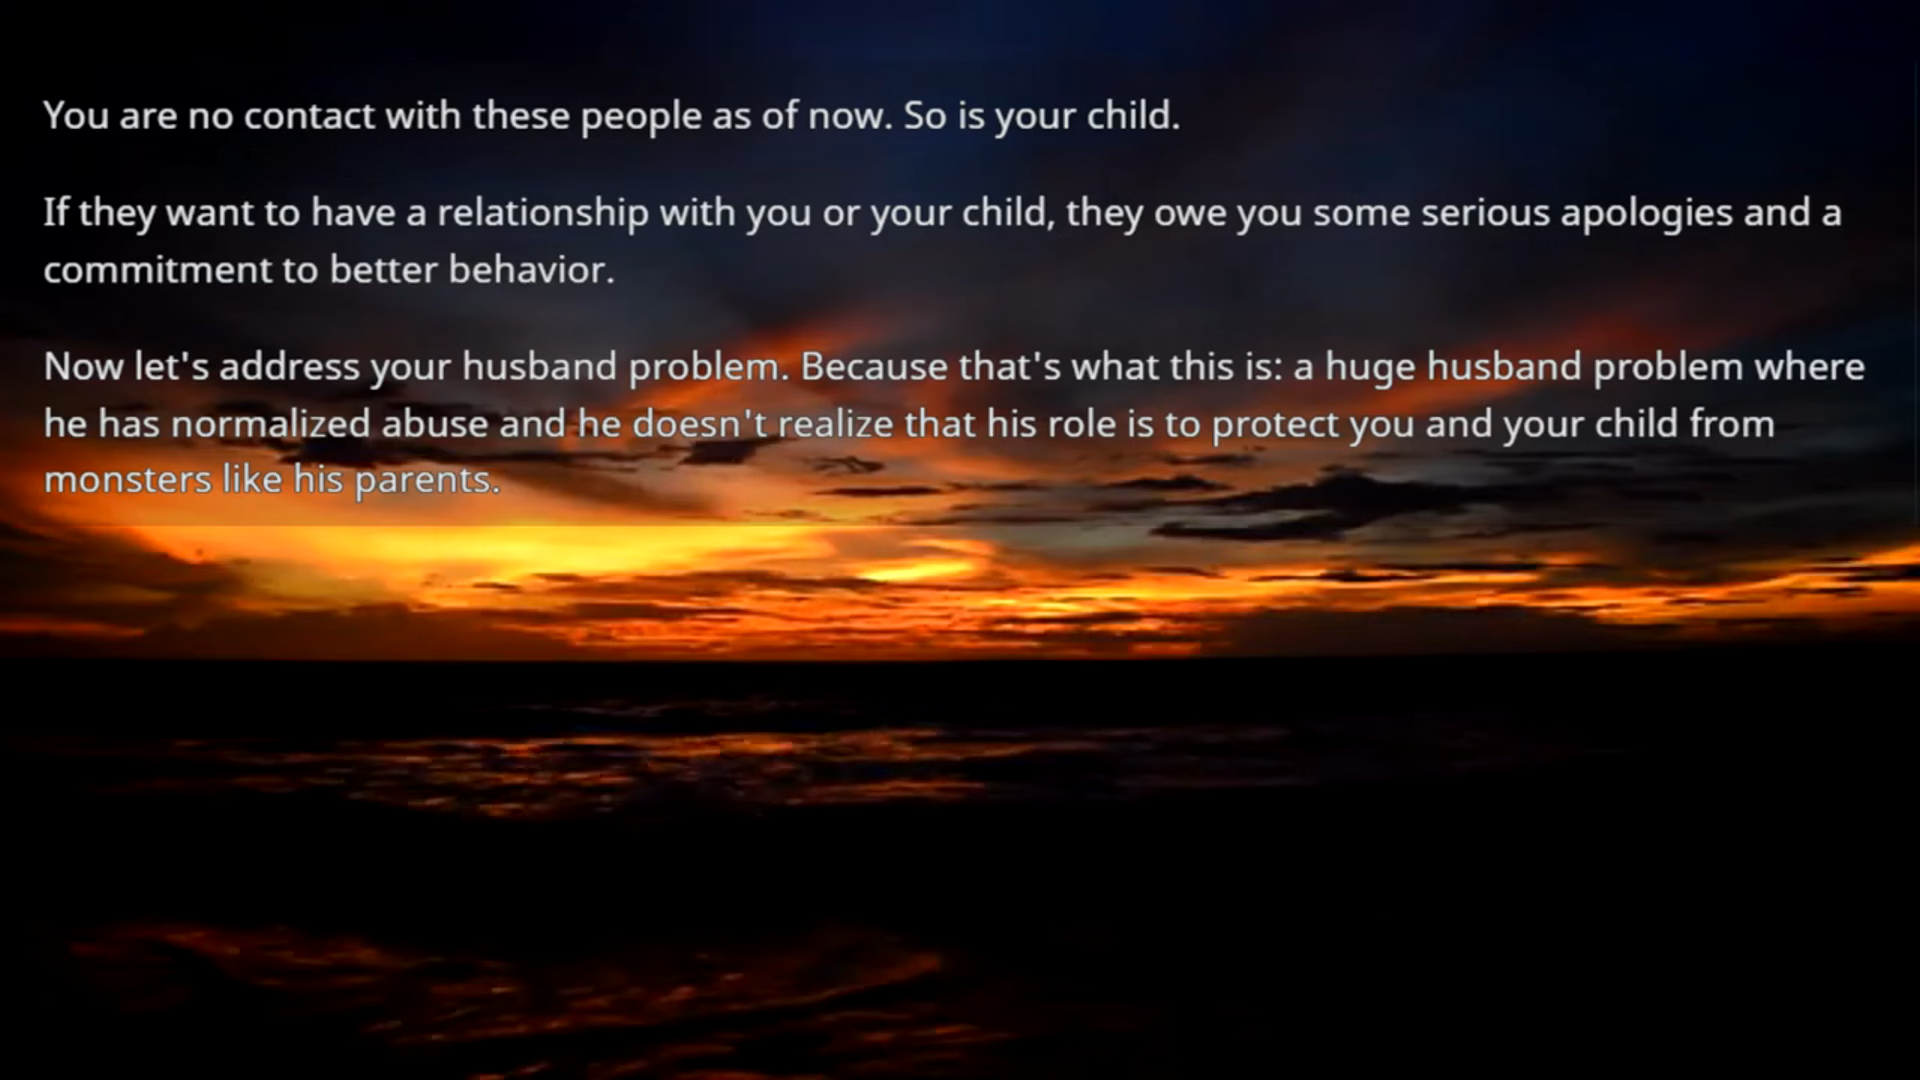 You are no contact with these people as of now. So is your child.
If they want to have a relationship with you or your child, they owe you some serious apologies and a
commitment to better behavior.
Now let's address your husband problem. Because that's what this is: a huge husband problem where
he has normalized abuse and he doesn't realize that his role is to protect you and your child from
monsters like his parents.